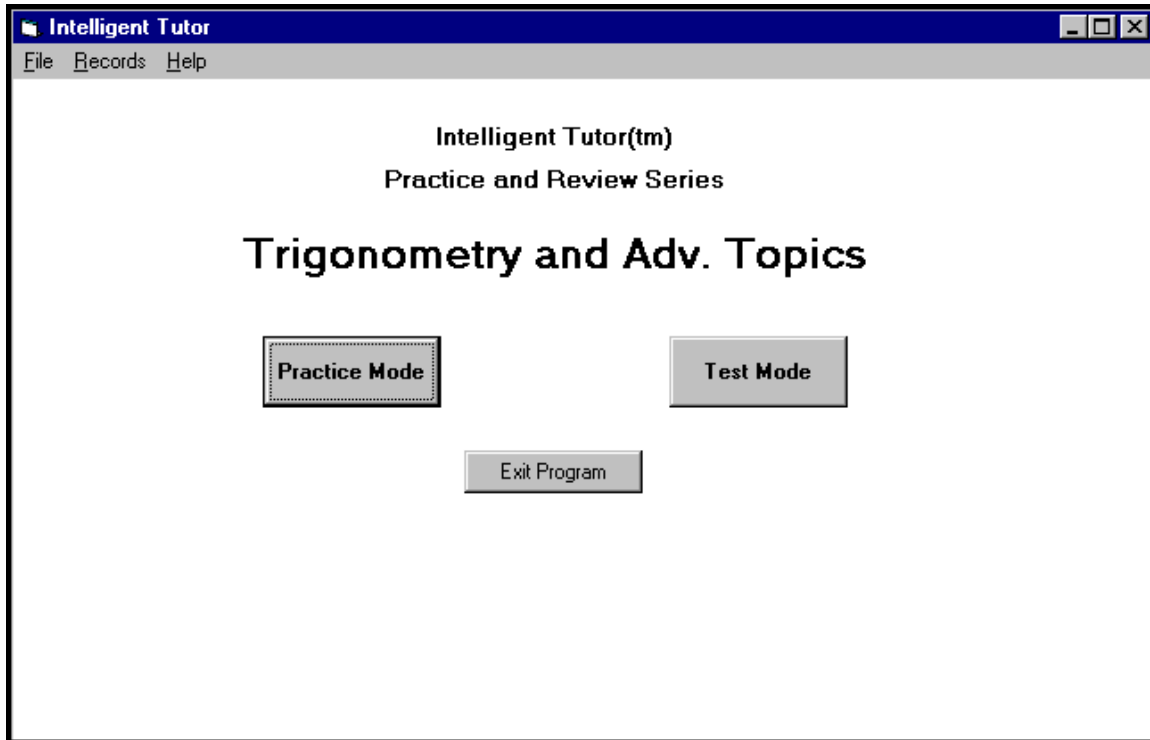 Intelligent Tutor
File Records Help
Intelligent Tutor(tm)
Practice and Review Series
Trigonometry and Adv. Topics
Practice Mode Test Mode
Exit Program